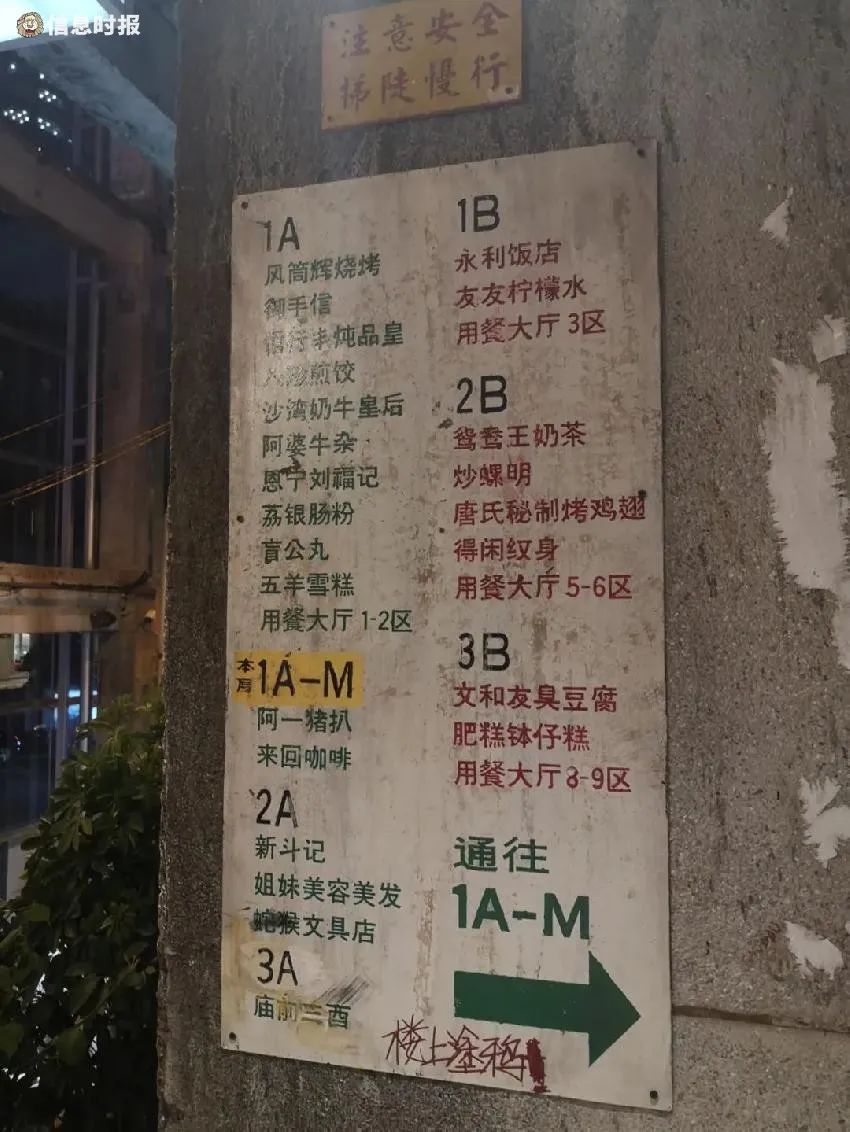 信息时报
注意安全
梯陡慢行
1A
风筒辉烧烤
御手信
炖品皇
煎饺
沙湾奶牛皇后
阿婆牛杂
恩宁刘福记
荔银肠粉
盲公丸
五羊雪糕
用餐大厅1-2区
本层
1A-M
阿一猪扒
来回咖啡
2A
新斗记
姐妹美容美发
蛇猴文具店
3A
庙前三酉
1B
永利饭店
友友柠檬水
用餐大厅3区
2B
鸳鸯王奶茶
炒螺明
唐氏秘制烤鸡翅
得闲纹身
用餐大厅5-6区
3B
文和友臭豆腐
肥糕钵仔糕
用餐大厅8-9区
通往
1A-M
楼上涂鸦